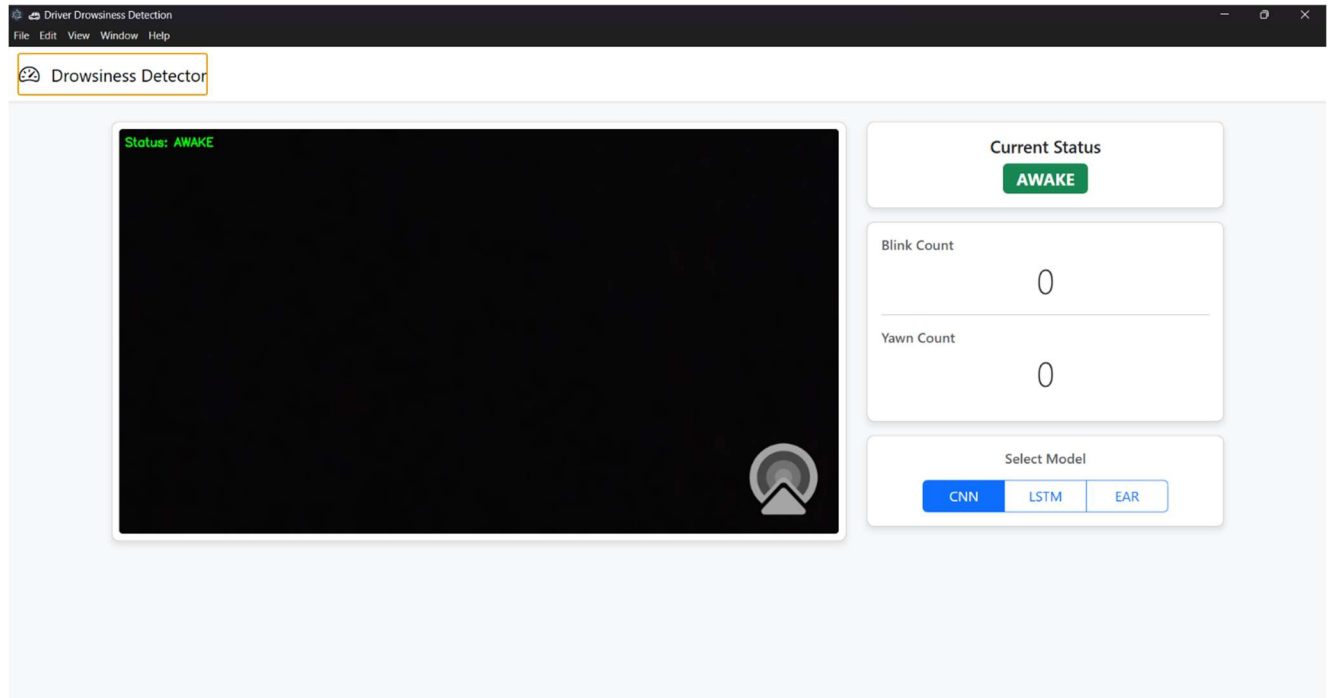 Driver Drowsiness Detection
File Edit View Window Help
Drowsiness Detector
Status: AWAKE
Current Status
AWAKE
Blink Count
0
Yawn Count
0
Select Model
CNN LSTM EAR